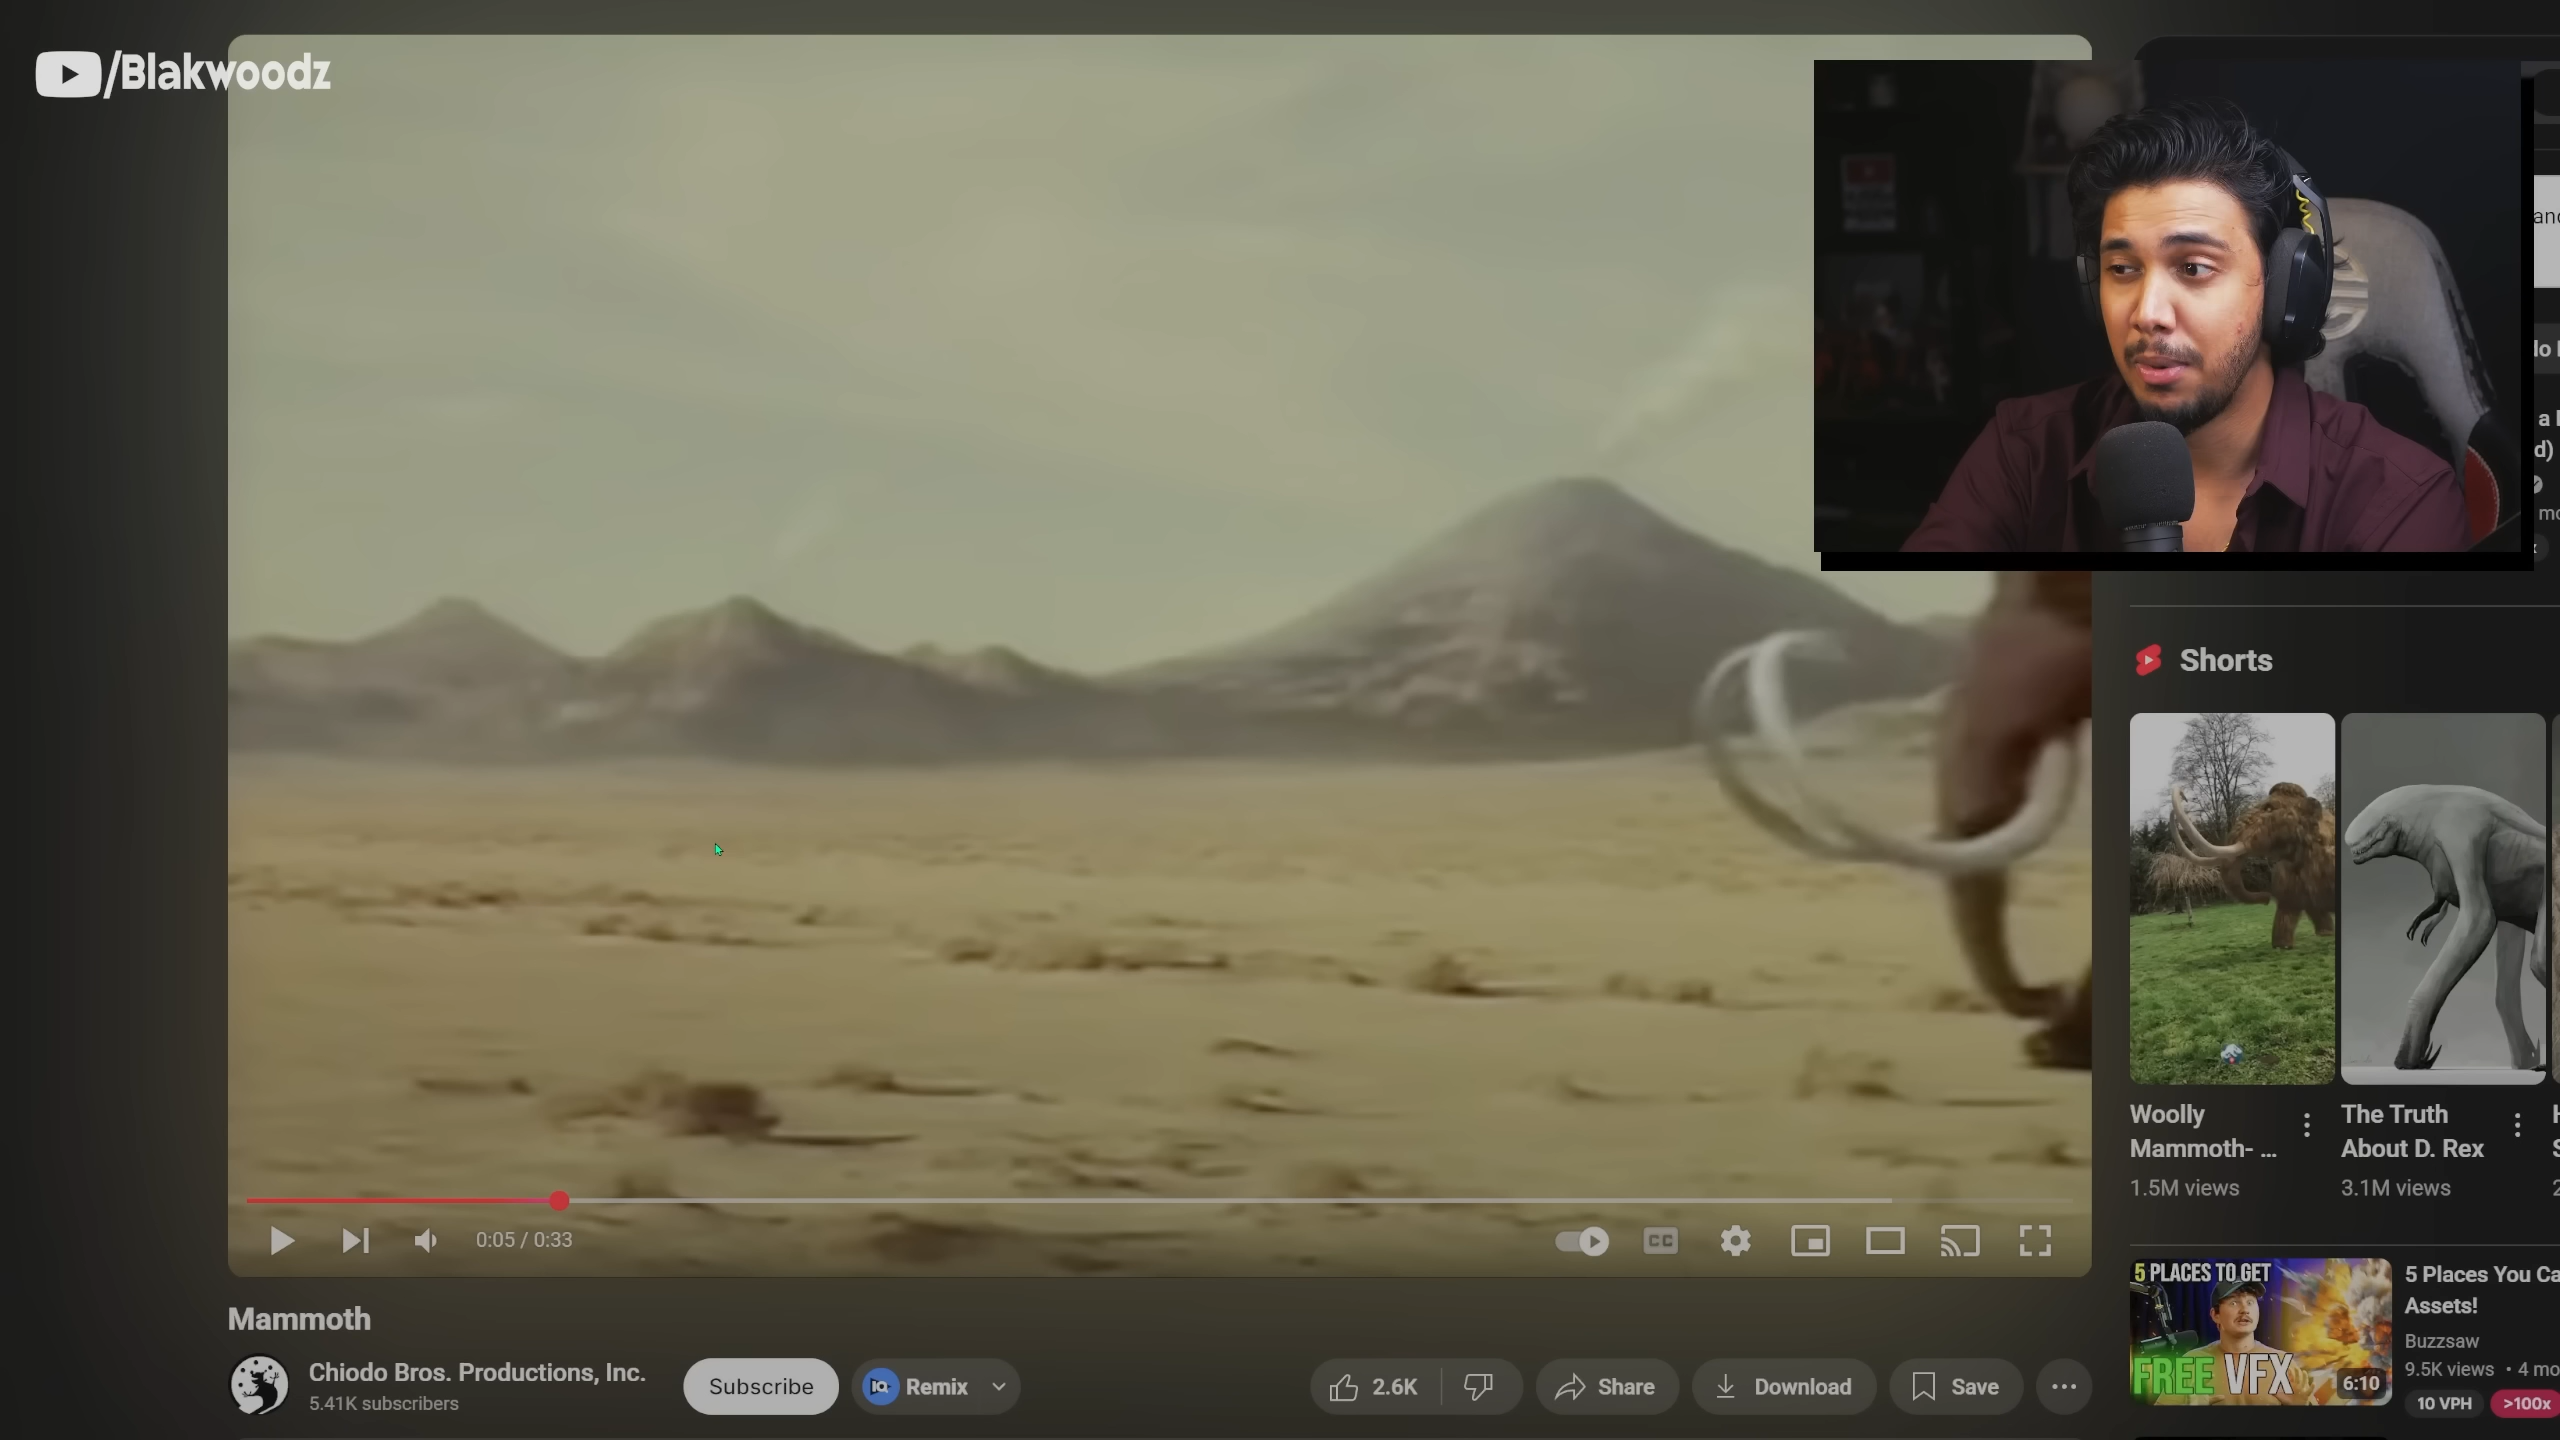 /Blakwoodz
Shorts
Woolly
Mammoth- ...
1.5M views
The Truth
About D. Rex
3.1M views
0:05 / 0:33
CC
Mammoth
Chiodo Bros. Productions, Inc.
5.41K subscribers
Subscribe
Remix
2.6K
Share
Download
Save
5 PLACES TO GET
FREE VFX
6:10
5 Places You Ca
Assets!
Buzzsaw
9.5K views • 4 mo
10 VPH
>100x